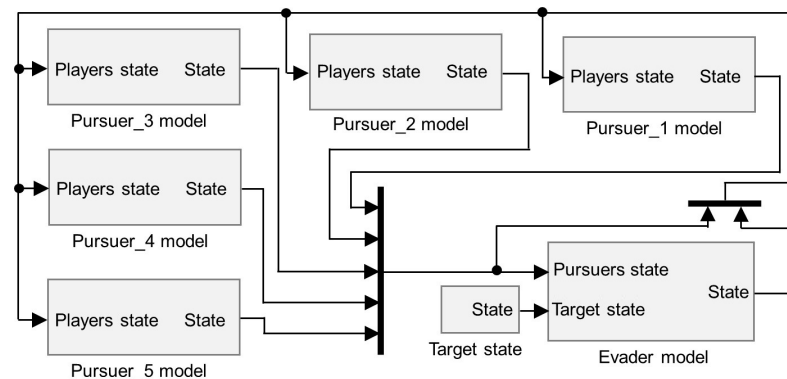 Players state State
Pursuer_3 model
Players state State
Pursuer_2 model
Players state State
Pursuer_1 model
Players state State
Pursuer_4 model
Players state State
Pursuer_5 model
State
Target state
Pursuers state
Target state
State
Evader model